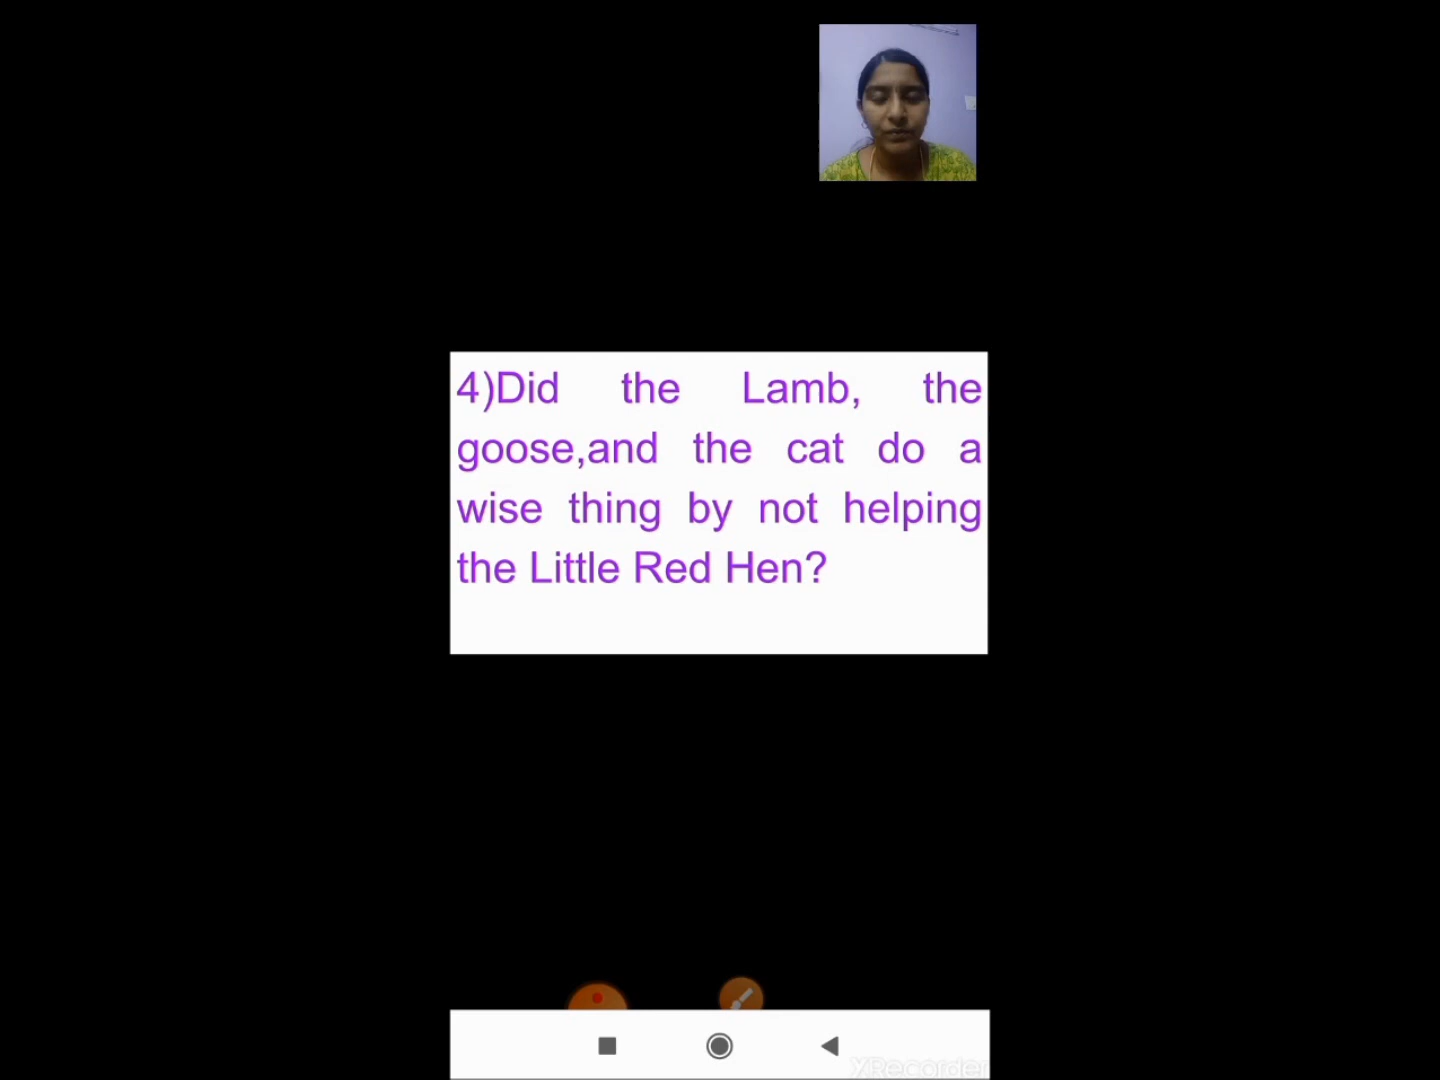 4)Did the Lamb, the
goose,and the cat do a
wise thing by not helping
the Little Red Hen?
XRecorder